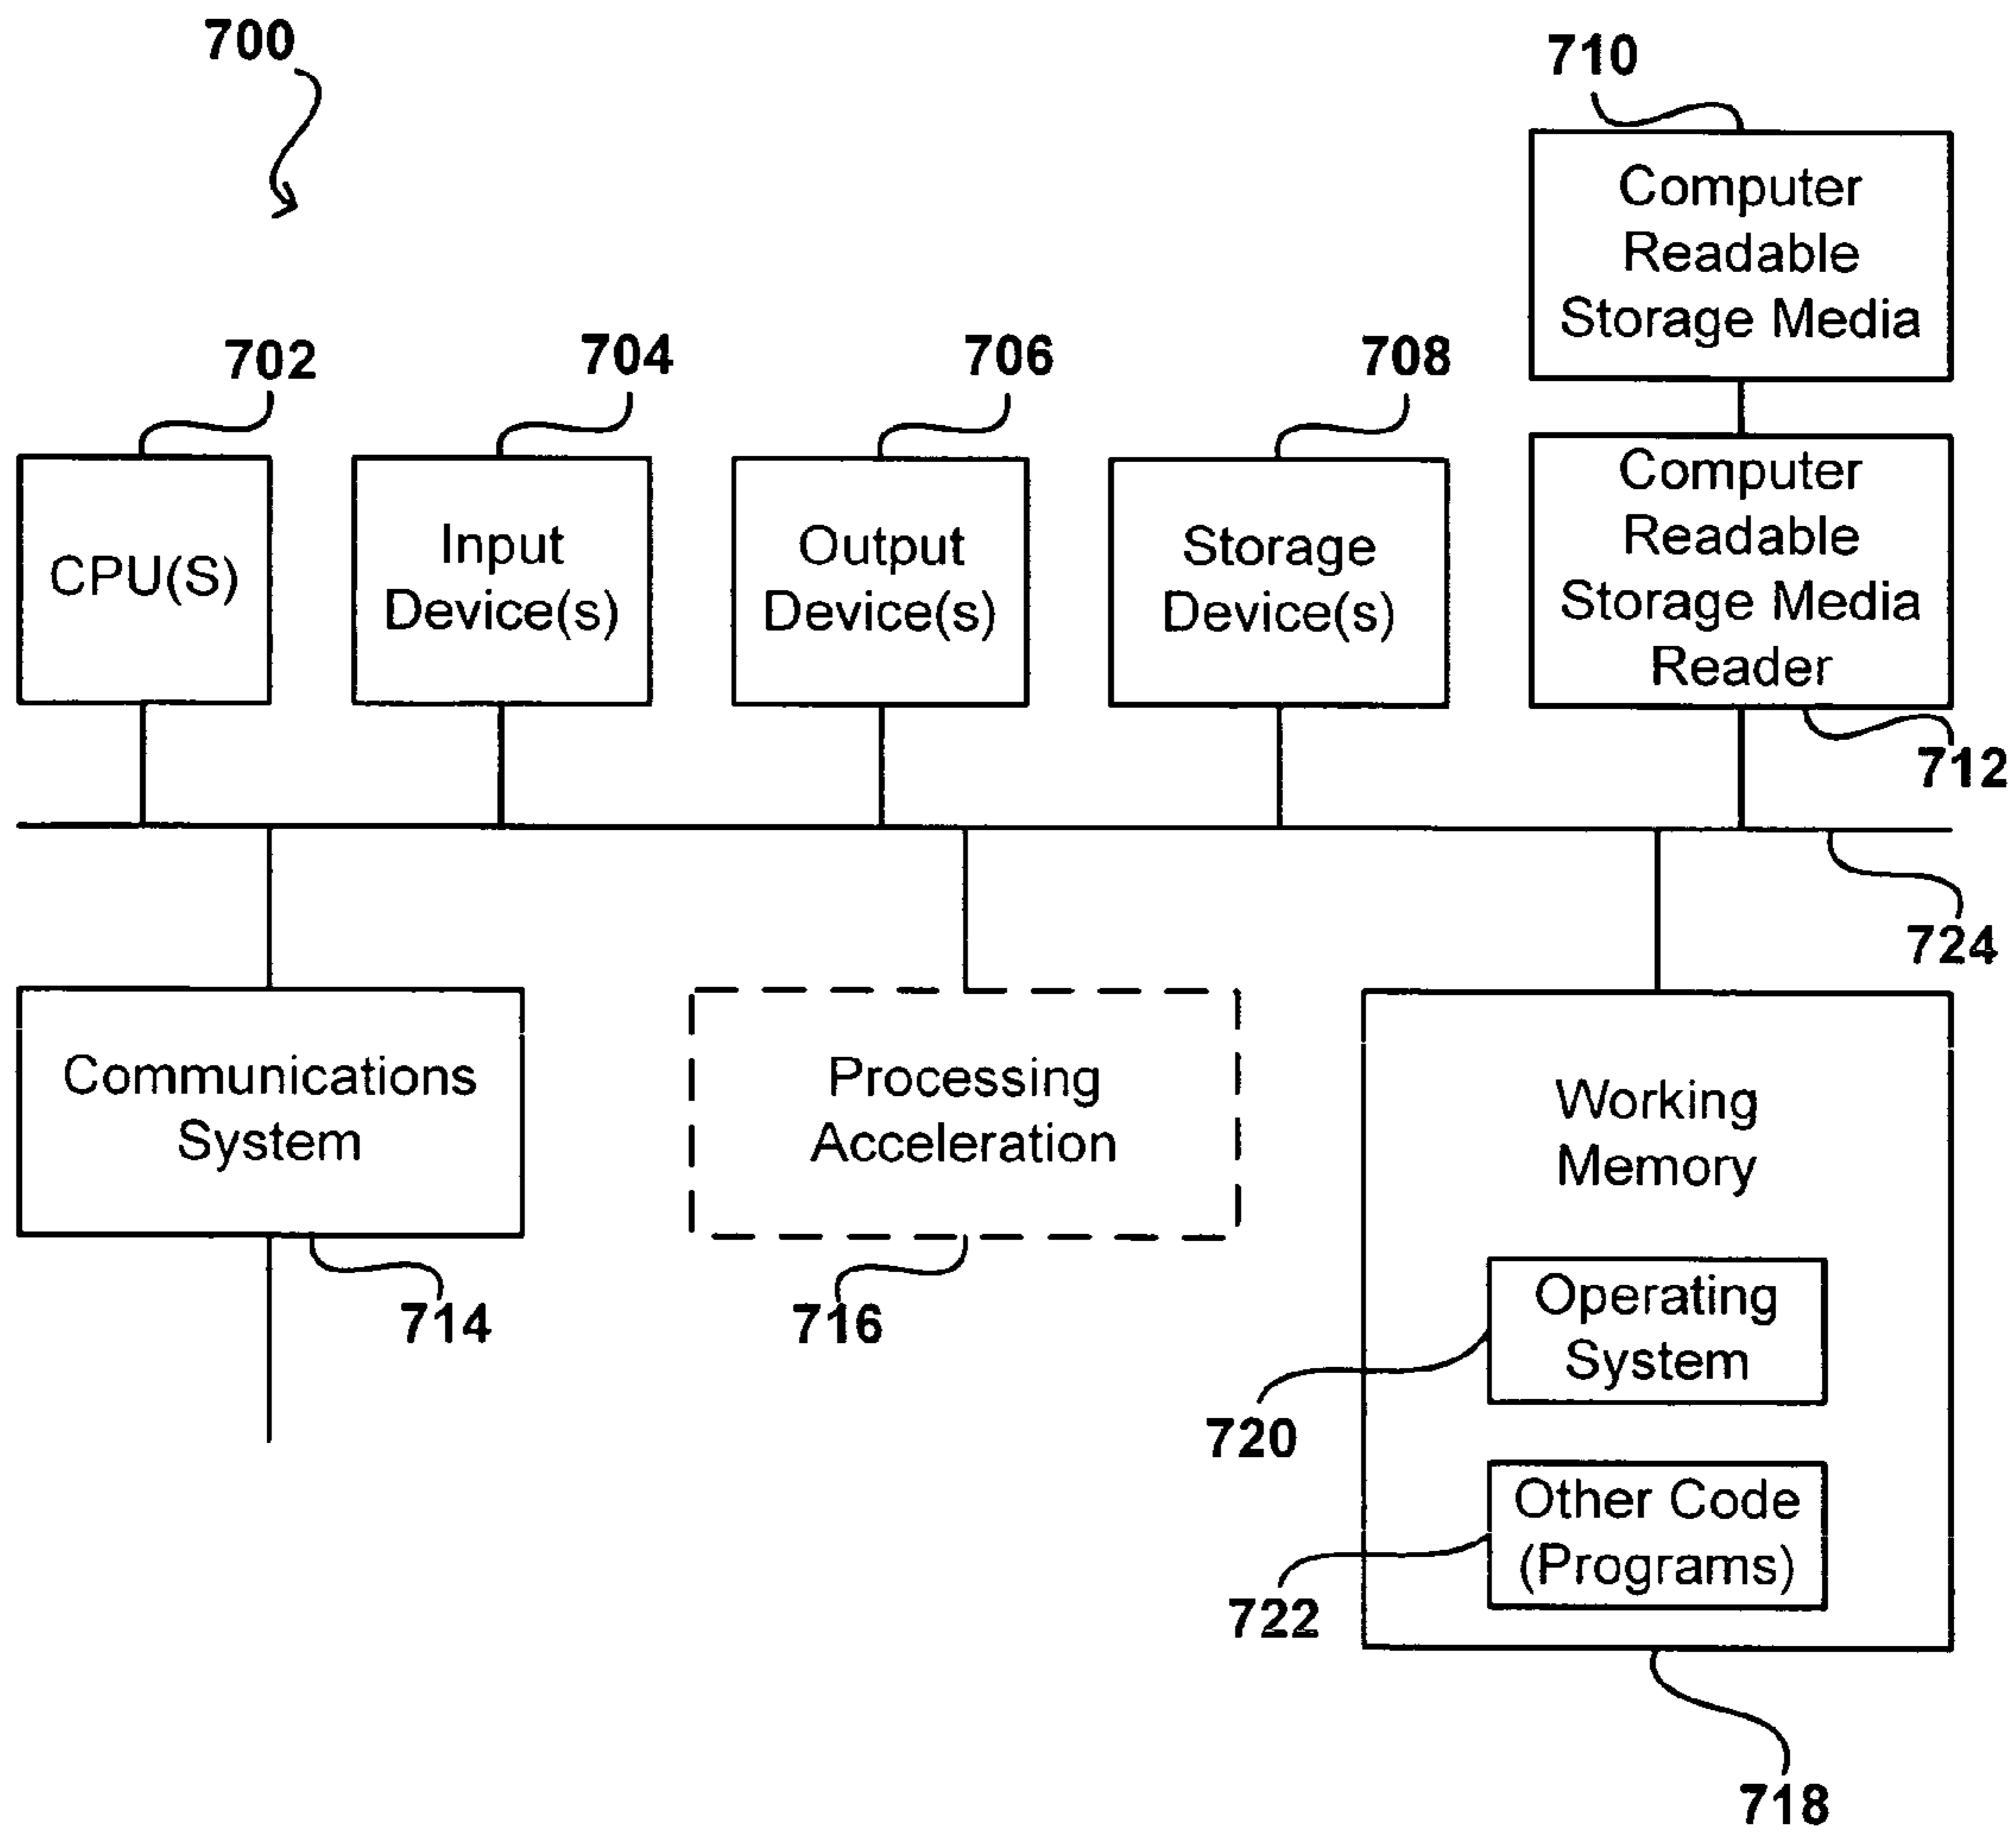 700
710
Computer
Readable
Storage Media
702
704
706
708
CPU(S)
Input
Device(s)
Output
Device(s)
Storage
Device(s)
Computer
Readable
Storage Media
Reader
712
724
Communications
System
714
Processing
Acceleration
716
Working
Memory
Operating
System
720
Other Code
(Programs)
722
718